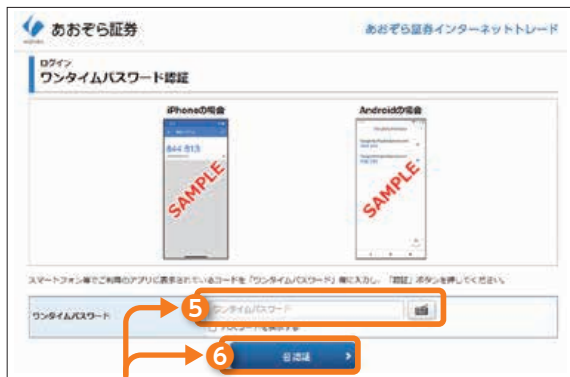 あおぞら証券
あおぞら証券インターネットトレード
ログイン
ワンタイムパスワード認証
iPhoneの場合
Androidの場合
844 813
SAMPLE
SAMPLE
スマートフォン等でご利用のアプリに表示されているコードを「ワンタイムパスワード」欄に入力し、「認証」ボタンを押してください。
ワンタイムパスワード
5
ワンタイムパスワード
パスワードを表示する
6
認証